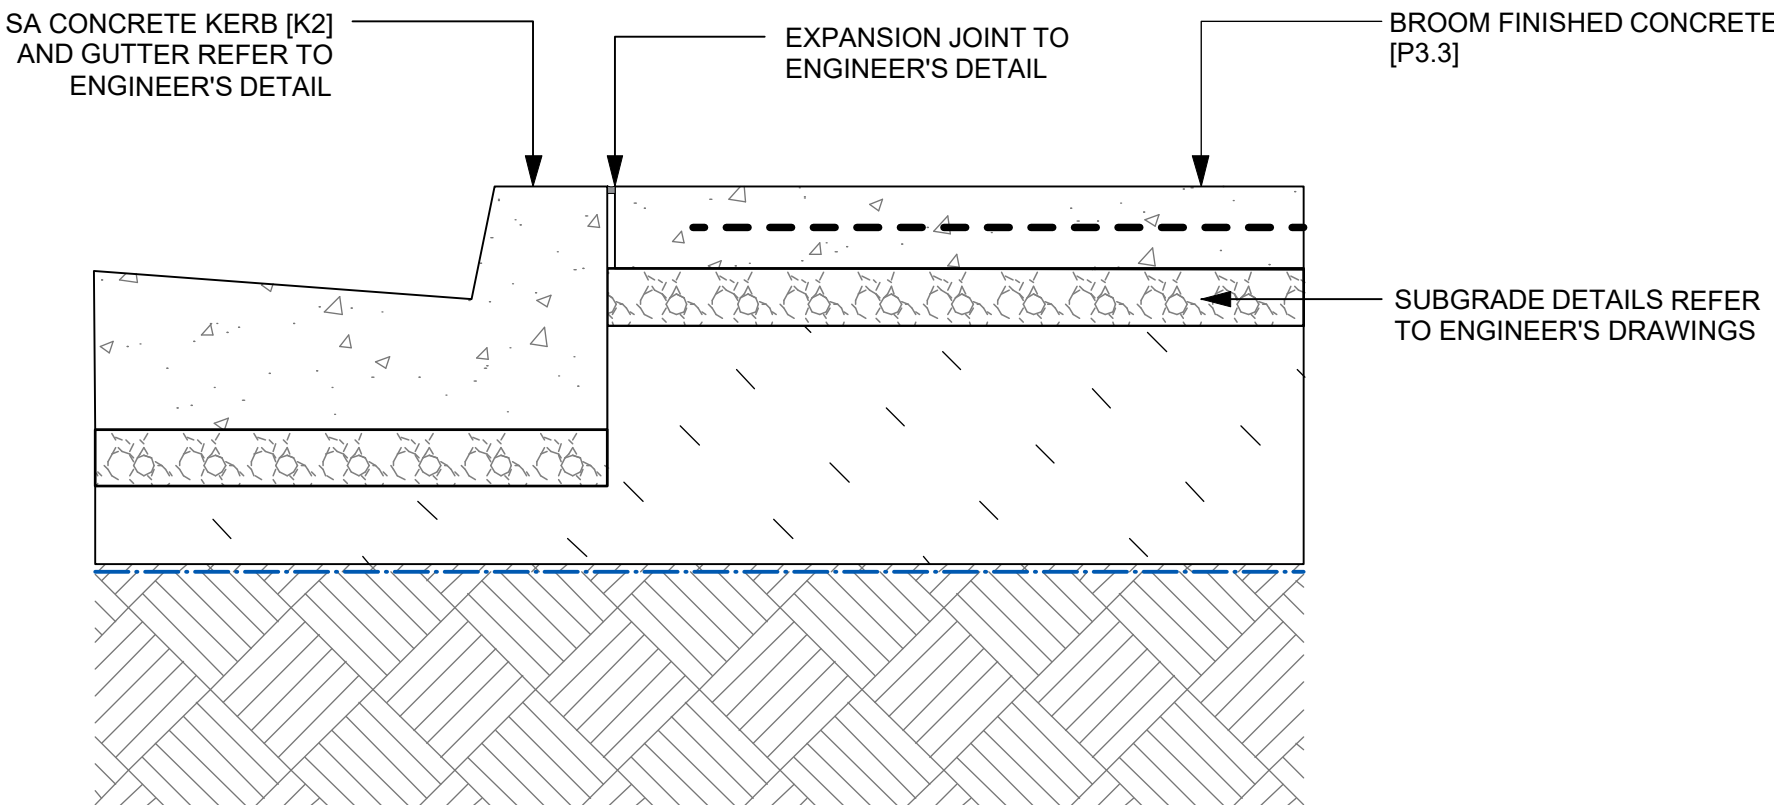 SA CONCRETE KERB [K2]
AND GUTTER REFER TO
ENGINEER'S DETAIL
EXPANSION JOINT TO
ENGINEER'S DETAIL
BROOM FINISHED CONCRETE
[P3.3]
SUBGRADE DETAILS REFER
TO ENGINEER'S DRAWINGS